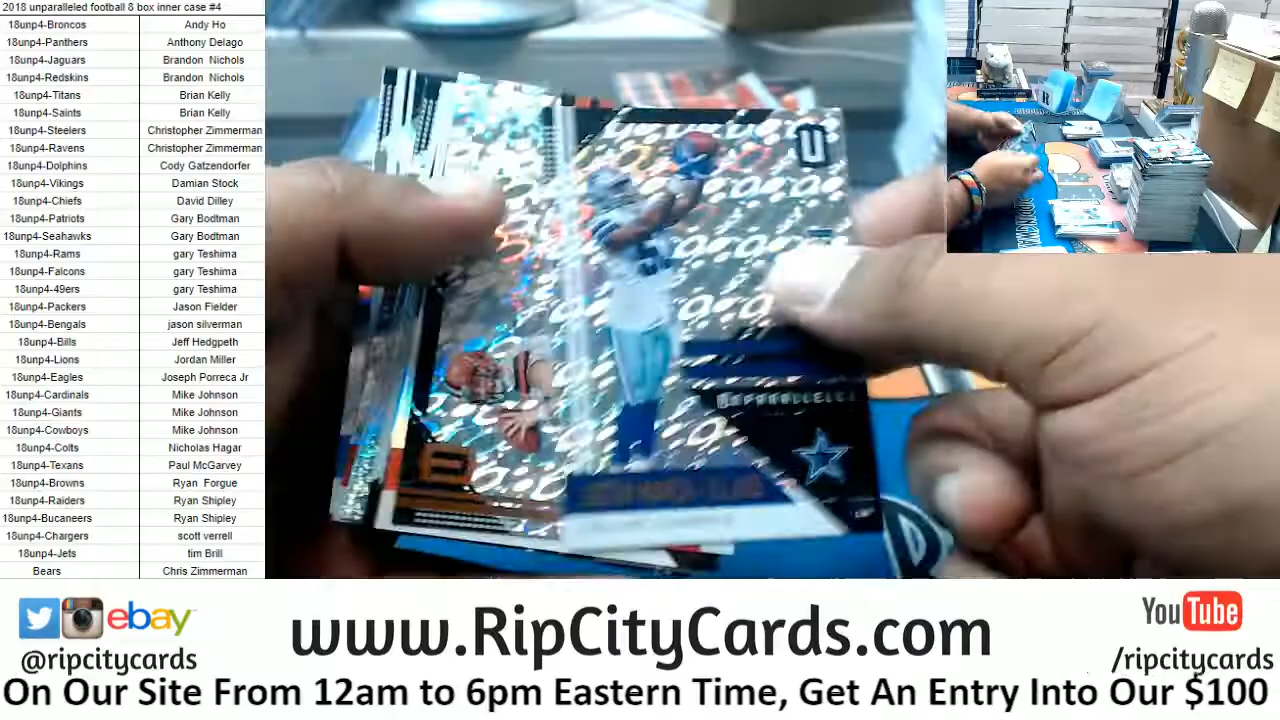 2018 unparalleled football 8 box inner case #4
18unp4-Broncos Andy Ho
18unp4-Panthers Anthony Delago
18unp4-Jaguars Brandon Nichols
18unp4-Redskins Brandon Nichols
18unp4-Titans Brian Kelly
18unp4-Saints Brian Kelly
18unp4-Steelers Christopher Zimmerman
18unp4-Ravens Christopher Zimmerman
18unp4-Dolphins Cody Gatzendorfer
18unp4-Vikings Damian Stock
18unp4-Chiefs David Dilley
18unp4-Patriots Gary Bodtman
18unp4-Seahawks Gary Bodtman
18unp4-Rams gary Teshima
18unp4-Falcons gary Teshima
18unp4-49ers gary Teshima
18unp4-Packers Jason Fielder
18unp4-Bengals jason silverman
18unp4-Bills Jeff Hedgpeth
18unp4-Lions Jordan Miller
18unp4-Eagles Joseph Porreca Jr
18unp4-Cardinals Mike Johnson
18unp4-Giants Mike Johnson
18unp4-Cowboys Mike Johnson
18unp4-Colts Nicholas Hagar
18unp4-Texans Paul McGarvey
18unp4-Browns Ryan Forgue
18unp4-Raiders Ryan Shipley
18unp4-Bucaneers Ryan Shipley
18unp4-Chargers scott verrell
18unp4-Jets tim Brill
Bears Chris Zimmerman
UNPARALLELED
ebay
@ripcitycards
www.RipCityCards.com
YouTube
/ripcitycards
On Our Site From 12am to 6pm Eastern Time, Get An Entry Into Our $100